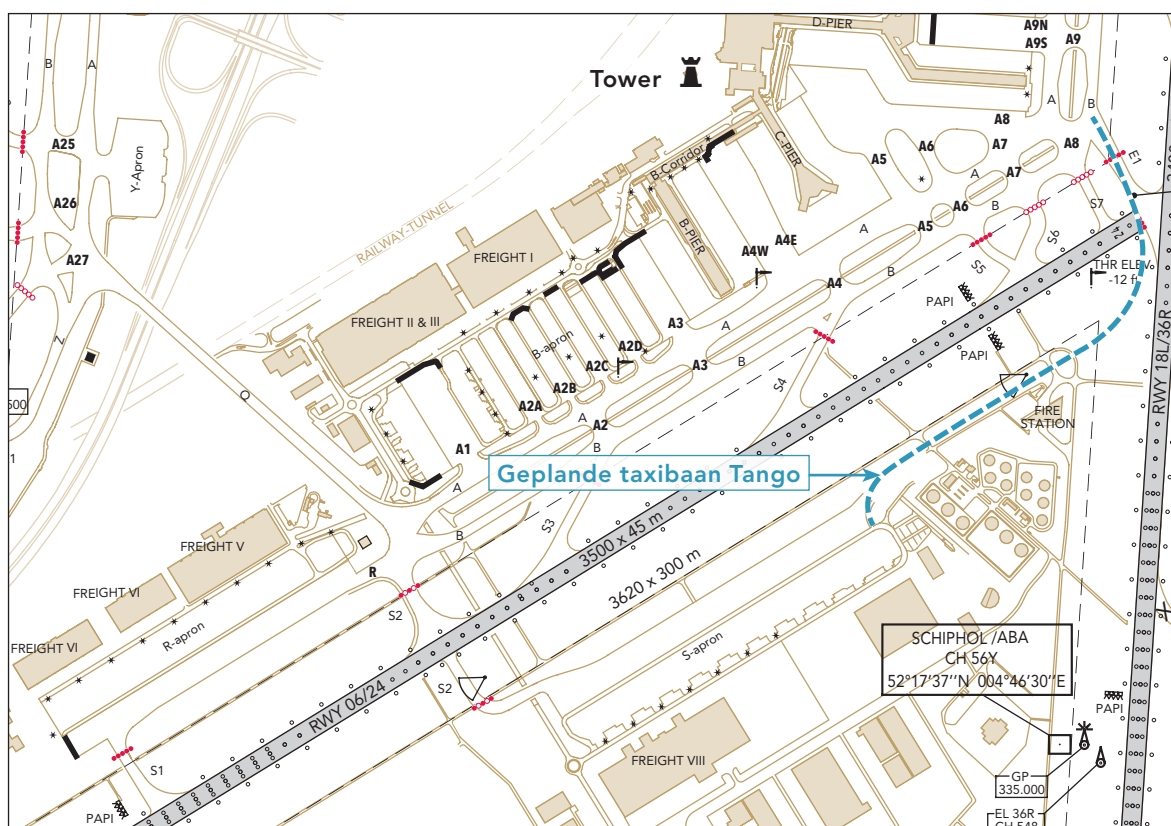 D-PIER
A9N
A9
A9S
B
A
A
B
Tower
A8
A25
Y-Apron
B-Corridor
C-PIER
A5
A6
A7
A8
E1
A7
A26
A
S7
A6
B
RAILWAY-TUNNEL
B-PIER
A5
S6
24
A27
A
A4E
A4W
S5
FREIGHT I
B
THR ELEV.
-12 ft
A4
PAPI
FREIGHT II & III
A3
A
B-apron
A2D
PAPI
Z
B
A3
A2C
RWY 18L/36R
A2B
S4
Q
A2A
A
A2
FIRE
STATION
A1
B
Geplande taxibaan Tango
A
S3
3500 x 45 m
B
FREIGHT V
3620 x 300 m
R
FREIGHT VI
S2
R-apron
S-apron
SCHIPHOL /ABA
CH 56Y
52°17'37''N 004°46'30''E
FREIGHT VI
S2
RWY 06/24
PAPI
FREIGHT VIII
S1
GP
335.000
PAPI
EL 36R